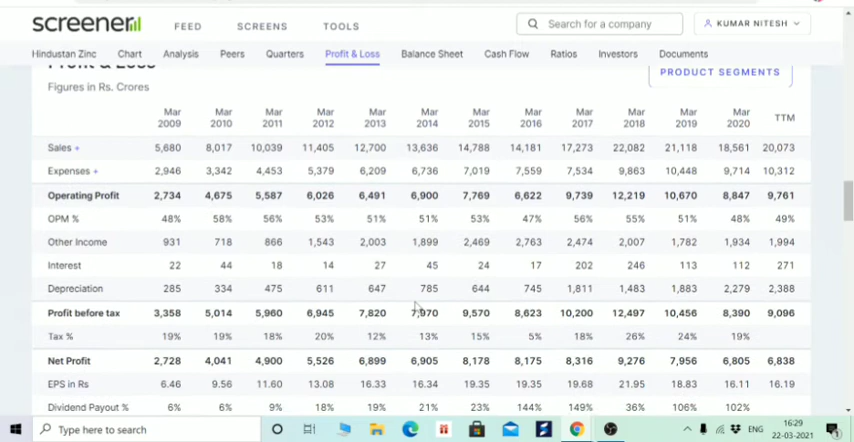 screener
FEED SCREENS TOOLS
Search for a company
KUMAR NITESH
Hindustan Zinc Chart Analysis Peers Quarters Profit & Loss Balance Sheet Cash Flow Ratios Investors Documents
Profit & Loss
PRODUCT SEGMENTS
Figures in Rs. Crores
Mar 2009 Mar 2010 Mar 2011 Mar 2012 Mar 2013 Mar 2014 Mar 2015 Mar 2016 Mar 2017 Mar 2018 Mar 2019 Mar 2020 TTM
Sales + 5,680 8,017 10,039 11,405 12,700 13,636 14,788 14,181 17,273 22,082 21,118 18,561 20,073
Expenses + 2,946 3,342 4,453 5,379 6,209 6,736 7,019 7,559 7,534 9,863 10,448 9,714 10,312
Operating Profit 2,734 4,675 5,587 6,026 6,491 6,900 7,769 6,622 9,739 12,219 10,670 8,847 9,761
OPM % 48% 58% 56% 53% 51% 51% 53% 47% 56% 55% 51% 48% 49%
Other Income 931 718 866 1,543 2,003 1,899 2,469 2,763 2,474 2,007 1,782 1,934 1,994
Interest 22 44 18 14 27 45 24 17 202 246 113 112 271
Depreciation 285 334 475 611 647 785 644 745 1,811 1,483 1,883 2,279 2,388
Profit before tax 3,358 5,014 5,960 6,945 7,820 7,970 9,570 8,623 10,200 12,497 10,456 8,390 9,096
Tax % 19% 19% 18% 20% 12% 13% 15% 5% 18% 26% 24% 19%
Net Profit 2,728 4,041 4,900 5,526 6,899 6,905 8,178 8,175 8,316 9,276 7,956 6,805 6,838
EPS in Rs 6.46 9.56 11.60 13.08 16.33 16.34 19.35 19.35 19.68 21.95 18.83 16.11 16.19
Dividend Payout % 6% 6% 9% 18% 19% 21% 23% 144% 149% 36% 106% 102%
Type here to search
ENG
16:29
22-03-2021